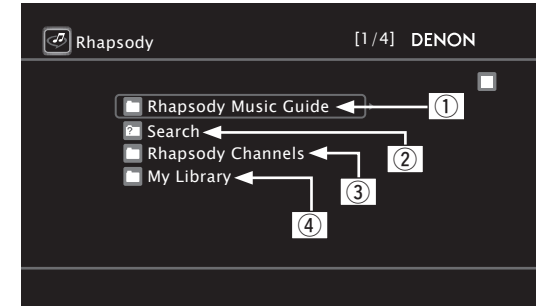 Rhapsody [1/4] DENON
Rhapsody Music Guide ①
? Search ②
Rhapsody Channels ③
My Library ④